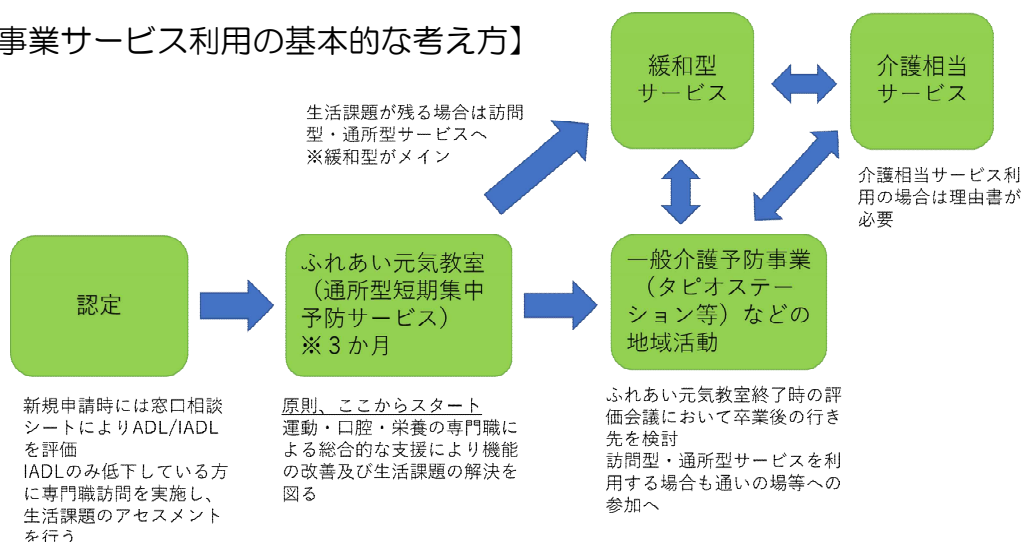 事業サービス利用の基本的な考え方】
緩和型
サービス
介護相当
サービス
生活課題が残る場合は訪問
型・通所型サービスへ
※緩和型がメイン
介護相当サービス利
用の場合は理由書が
必要
認定
ふれあい元気教室
（通所型短期集中
予防サービス）
※３か月
一般介護予防事業
（タピオステー
ション等）などの
地域活動
新規申請時には窓口相談
シートによりADL/IADL
を評価
IADLのみ低下している方
に専門職訪問を実施し、
生活課題のアセスメント
を行う
原則、ここからスタート
運動・口腔・栄養の専門職に
よる総合的な支援により機能
の改善及び生活課題の解決を
図る
ふれあい元気教室終了時の評
価会議において卒業後の行き
先を検討
訪問型・通所型サービスを利
用する場合も通いの場等への
参加へ